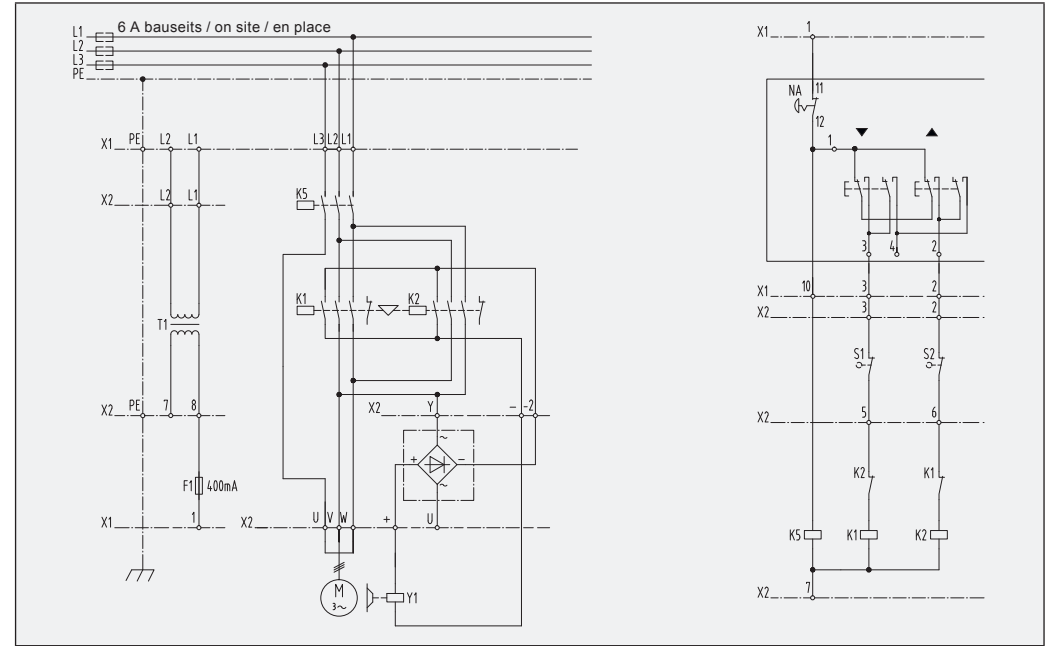 L1 6 A bauseits / on site / en place
L2
L3
PE
X1 PE L2 L1 L3 L2 L1
X2 L2 L1
K5
K1 K2
T1
X2 PE 7 8
X2 Y - -2
~
+ -
~
F1 400mA
X1 1
X2 U V W + U
M
3~
Y1
X1 1
NA 11
12
1 ▼ ▲
3 4 2
X1 10 3 2
X2 3 2
S1 S2
X2 5 6
K2 K1
K5 K1 K2
X2 7